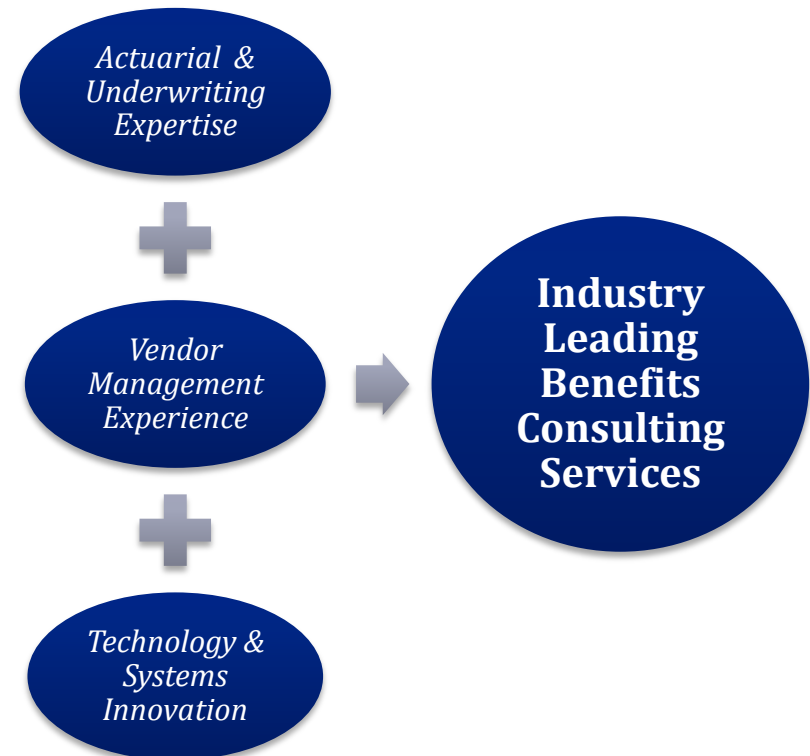 Actuarial &
Underwriting
Expertise
Vendor
Management
Experience
Technology &
Systems
Innovation
Industry
Leading
Benefits
Consulting
Services